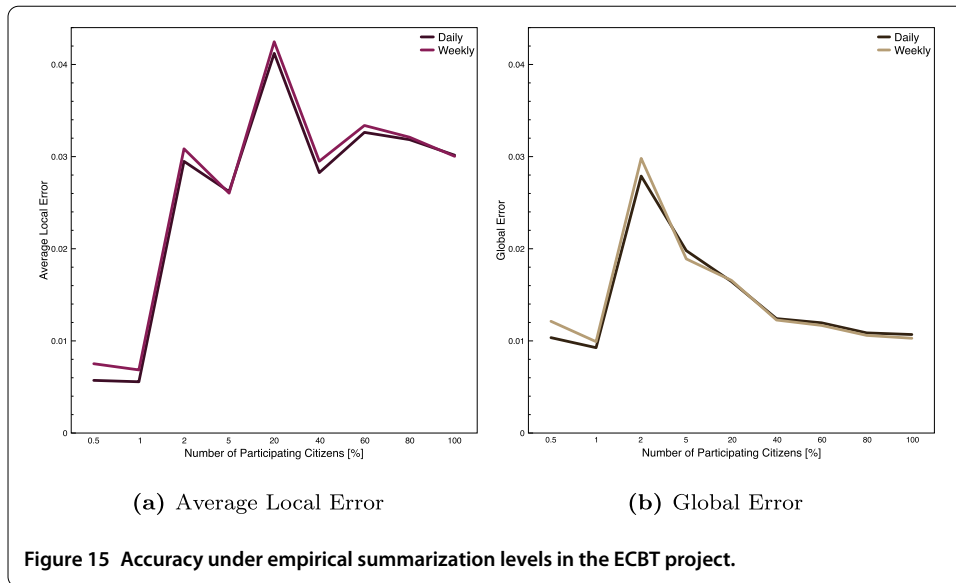 Daily
Weekly
0.04
0.03
0.02
0.01
0
Average Local Error
0.5 1 2 5 20 40 60 80 100
Number of Participating Citizens [%]
(a) Average Local Error
Daily
Weekly
0.04
0.03
0.02
0.01
0
Global Error
0.5 1 2 5 20 40 60 80 100
Number of Participating Citizens [%]
(b) Global Error
Figure 15 Accuracy under empirical summarization levels in the ECBT project.